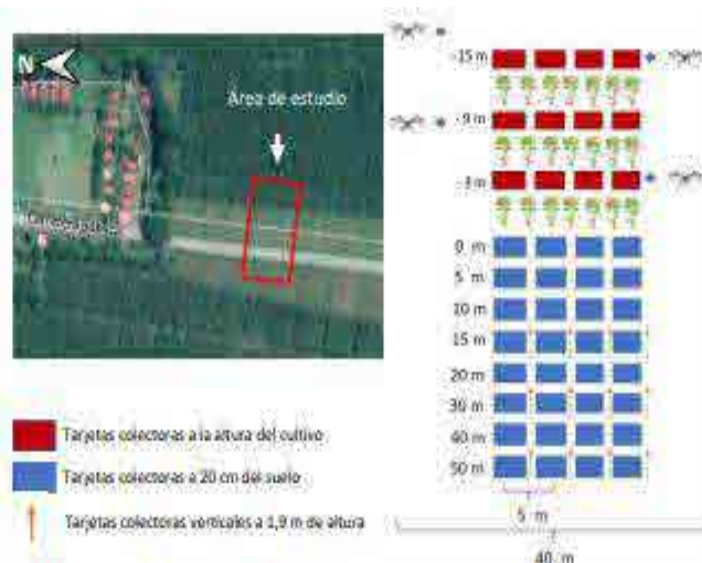 N
Área de estudio
-15 m
- 9 m
- 3 m
0 m
5 m
10 m
15 m
20 m
30 m
40 m
50 m
5 m
40 m
Tarjetas colectoras a la altura del cultivo
Tarjetas colectoras a 20 cm del suelo
Tarjetas colectoras verticales a 1,9 m de altura